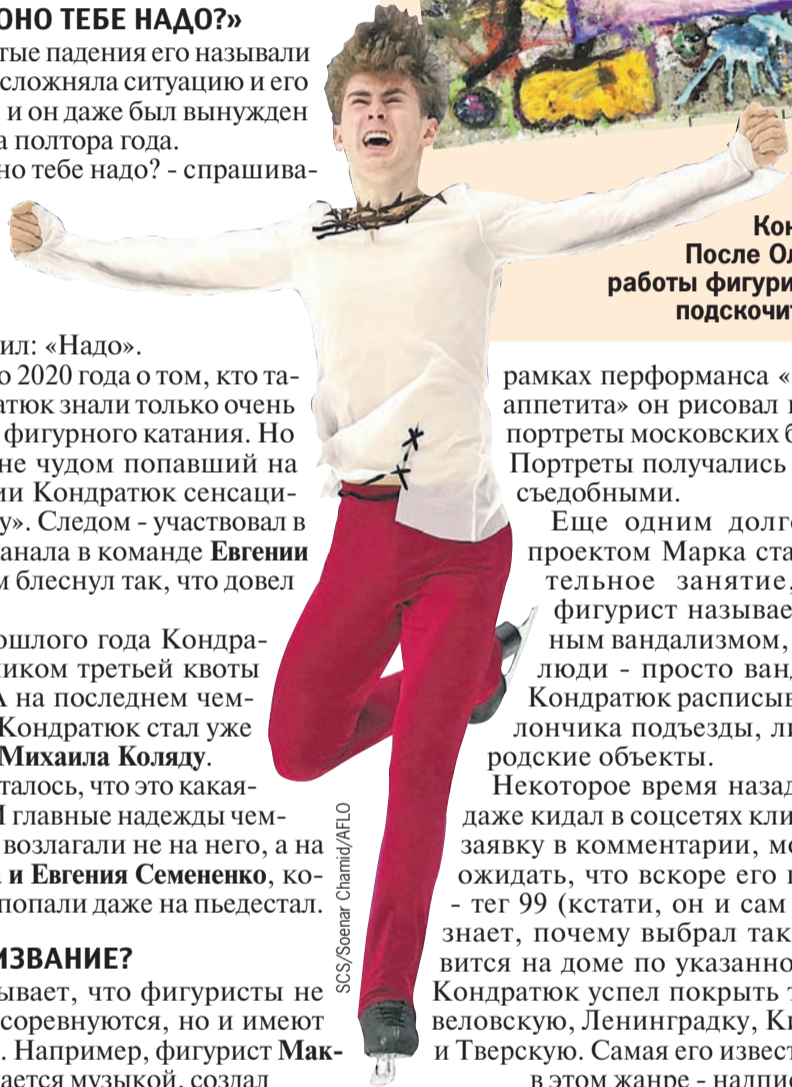 ОНО ТЕБЕ НАДО?»
тые падения его называли
сложняла ситуацию и его
и он даже был вынужден
а полтора года.
но тебе надо? - спрашива-
ил: «Надо».
о 2020 года о том, кто та-
атюк знали только очень
фигурного катания. Но
не чудом попавший на
ии Кондратюк сенсаци-
у». Следом - участвовал в
анала в команде Евгении
м блеснул так, что довел
ошлого года Кондра-
ником третьей квоты
А на последнем чем-
Кондратюк стал уже
Михаила Коляду.
талось, что это какая-
И главные надежды чем-
возлагали не на него, а на
и Евгения Семененко, ко-
попали даже на пьедестал.
ИЗВАНИЕ?
ывает, что фигуристы не
соревнуются, но и имеют
. Например, фигурист Мак-
ается музыкой, создал
SCS/Soenar Chamid/AFLO
Кон
После Ол
работы фигури
подскочит
рамках перформанса «
аппетита» он рисовал
портреты московских б
Портреты получались
съедобными.
Еще одним долг
проектом Марка ста
тельное занятие,
фигурист называе
ным вандализмом,
люди - просто ванд
Кондратюк расписыв
лончика подъезды, ли
родские объекты.
Некоторое время назад
даже кидал в соцсетях кли
заявку в комментарии, мо
ожидать, что вскоре его
- тег 99 (кстати, он и сам
знает, почему выбрал так
вится на доме по указанно
Кондратюк успел покрыть т
веловскую, Ленинградку, Ки
и Тверскую. Самая его извест
в этом жанре - надпис